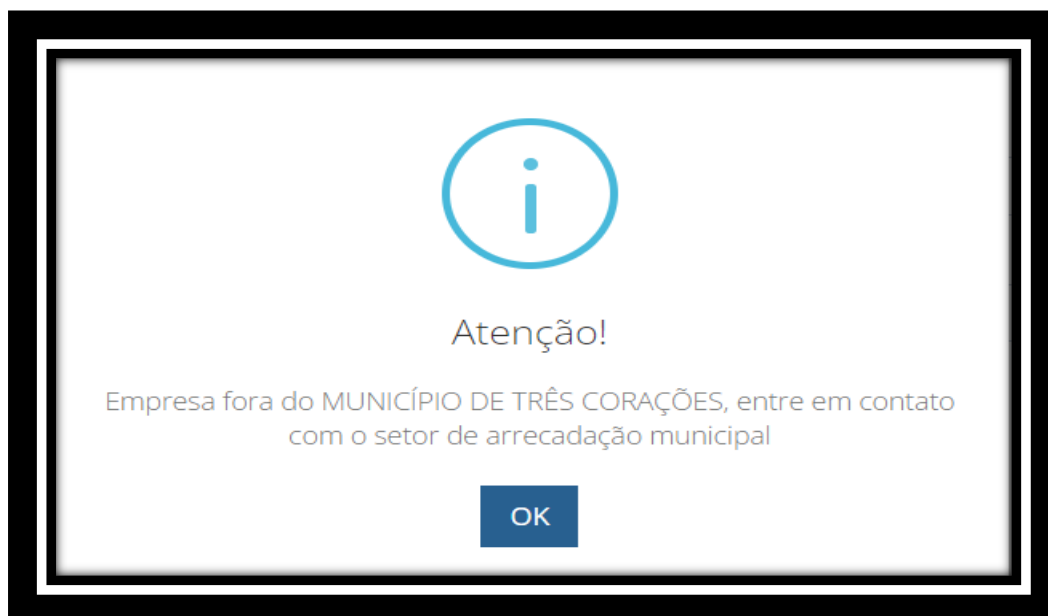 Atenção!
Empresa fora do MUNICÍPIO DE TRÊS CORAÇÕES, entre em contato
com o setor de arrecadação municipal
OK